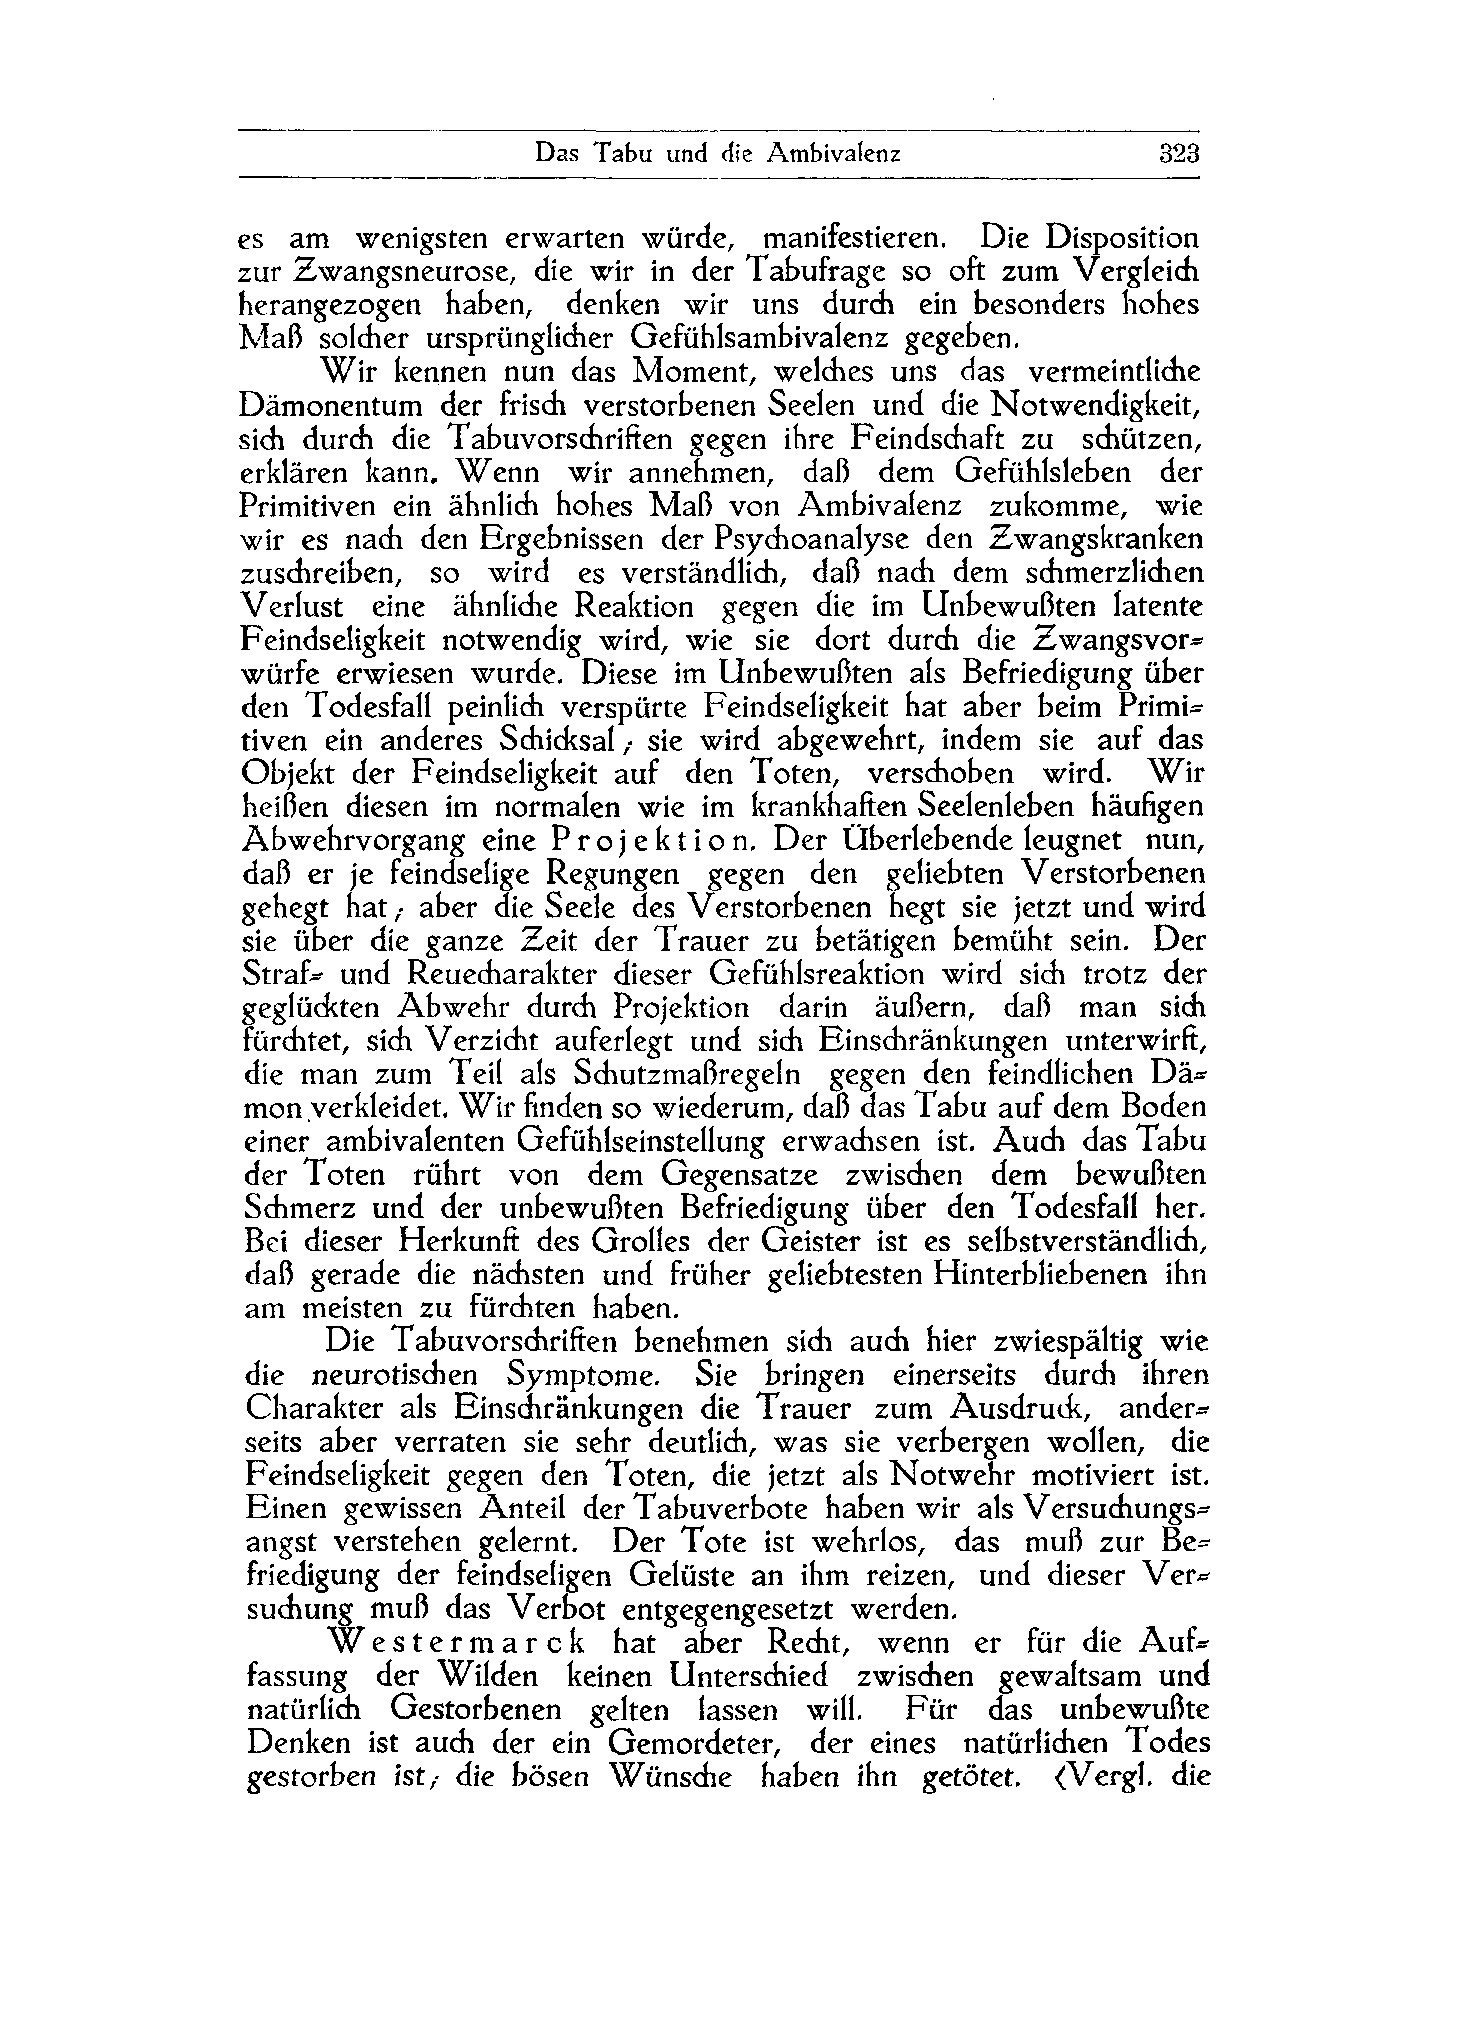 Das Tabu und die Ambivalenz 323
es am wenigsten erwarten würde, manifestieren. Die Disposition
zur Zwangsneurose, die wir in der Tabufrage so oft zum Vergleich
herangezogen haben, denken wir uns durch ein besonders hohes
Maß solcher ursprünglicher Gefühlsambivalenz gegeben.
Wir kennen nun das Moment, welches uns das vermeintliche
Dämonentum der frisch verstorbenen Seelen und die Notwendigkeit,
sich durch die Tabuvorschriften gegen ihre Feindschaft zu schützen,
erklären kann. Wenn wir annehmen, daß dem Gefühlsleben der
Primitiven ein ähnlich hohes Maß von Ambivalenz zukomme, wie
wir es nach den Ergebnissen der Psychoanalyse den Zwangskranken
zuschreiben, so wird es verständlich, daß nach dem schmerzlichen
Verlust eine ähnliche Reaktion gegen die im Unbewußten latente
Feindseligkeit notwendig wird, wie sie dort durch die Zwangsvor-
würfe erwiesen wurde. Diese im Unbewußten als Befriedigung über
den Todesfall peinlich verspürte Feindseligkeit hat aber beim Primi-
tiven ein anderes Schicksal; sie wird abgewehrt, indem sie auf das
Objekt der Feindseligkeit auf den Toten, verschoben wird. Wir
heißen diesen im normalen wie im krankhaften Seelenleben häufigen
Abwehrvorgang eine Projektion. Der Überlebende leugnet nun,
daß er je feindselige Regungen gegen den geliebten Verstorbenen
gehegt hat; aber die Seele des Verstorbenen hegt sie jetzt und wird
sie über die ganze Zeit der Trauer zu betätigen bemüht sein. Der
Straf- und Reuecharakter dieser Gefühlsreaktion wird sich trotz der
geglückten Abwehr durch Projektion darin äußern, daß man sich
fürchtet, sich Verzicht auferlegt und sich Einschränkungen unterwirft,
die man zum Teil als Schutzmaßregeln gegen den feindlichen Dä-
mon verkleidet. Wir finden so wiederum, daß das Tabu auf dem Boden
einer ambivalenten Gefühlseinstellung erwachsen ist. Auch das Tabu
der Toten rührt von dem Gegensatze zwischen dem bewußten
Schmerz und der unbewußten Befriedigung über den Todesfall her.
Bei dieser Herkunft des Grolles der Geister ist es selbstverständlich,
daß gerade die nächsten und früher geliebtesten Hinterbliebenen ihn
am meisten zu fürchten haben.
Die Tabuvorschriften benehmen sich auch hier zwiespältig wie
die neurotischen Symptome. Sie bringen einerseits durch ihren
Charakter als Einschränkungen die Trauer zum Ausdruck, ander-
seits aber verraten sie sehr deutlich, was sie verbergen wollen, die
Feindseligkeit gegen den Toten, die jetzt als Notwehr motiviert ist.
Einen gewissen Anteil der Tabuverbote haben wir als Versuchungs-
angst verstehen gelernt. Der Tote ist wehrlos, das muß zur Be-
friedigung der feindseligen Gelüste an ihm reizen, und dieser Ver-
suchung muß das Verbot entgegengesetzt werden.
Westermarck hat aber Recht, wenn er für die Auf-
fassung der Wilden keinen Unterschied zwischen gewaltsam und
natürlich Gestorbenen gelten lassen will. Für das unbewußte
Denken ist auch der ein Gemordeter, der eines natürlichen Todes
gestorben ist; die bösen Wünsche haben ihn getötet. (Vergl. die